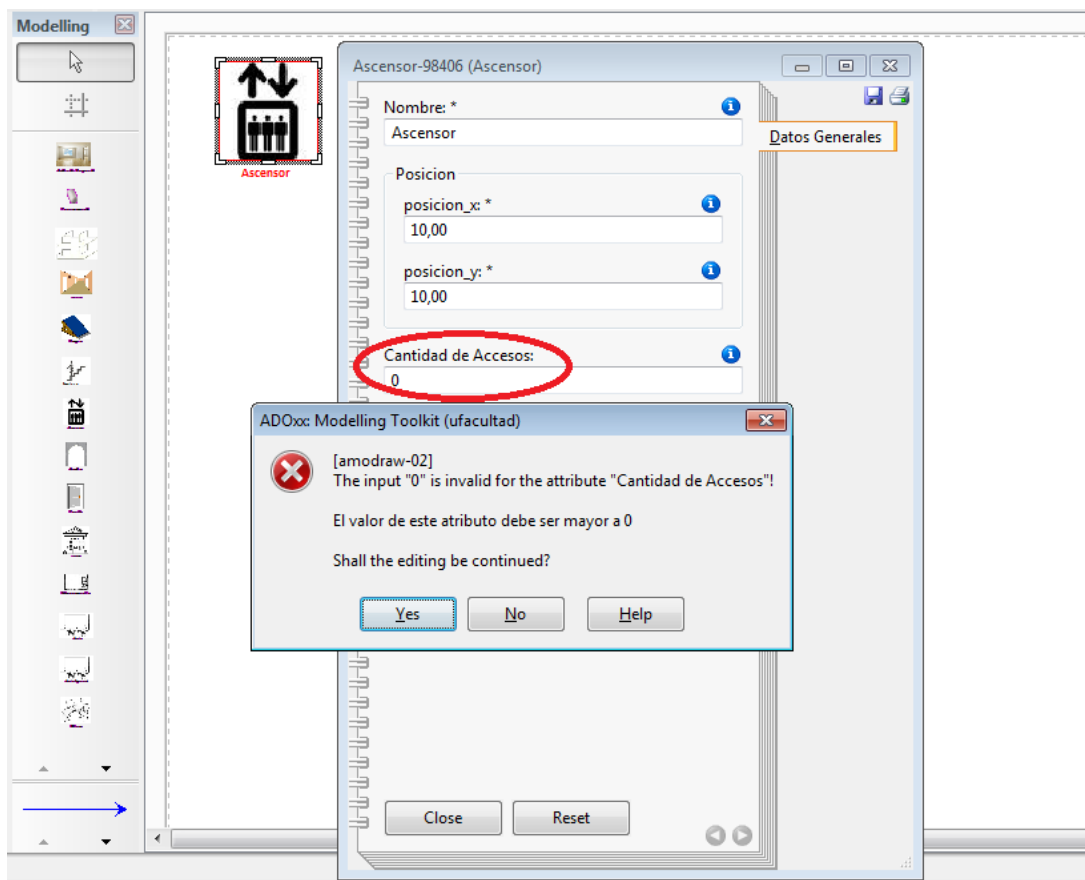 Modelling
Ascensor
Ascensor-98406 (Ascensor)
Nombre: *
Ascensor
Datos Generales
Posicion
posicion_x: *
10,00
posicion_y: *
10,00
Cantidad de Accesos:
0
ADOxx: Modelling Toolkit (ufacultad)
[amodraw-02]
The input "0" is invalid for the attribute "Cantidad de Accesos"!
El valor de este atributo debe ser mayor a 0
Shall the editing be continued?
Yes No Help
Close Reset